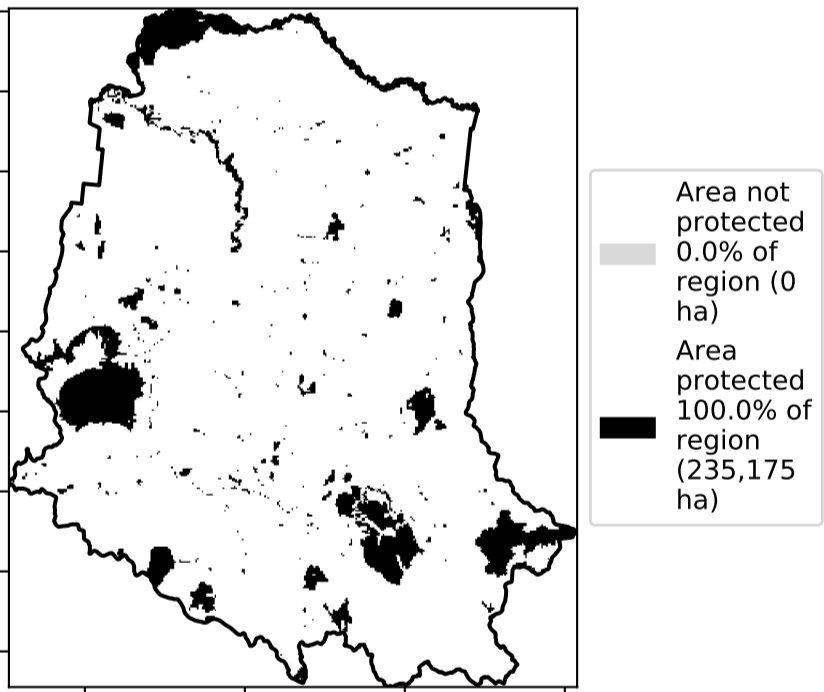 Area not
protected
0.0% of
region (0
ha)
Area
protected
100.0% of
region
(235,175
ha)